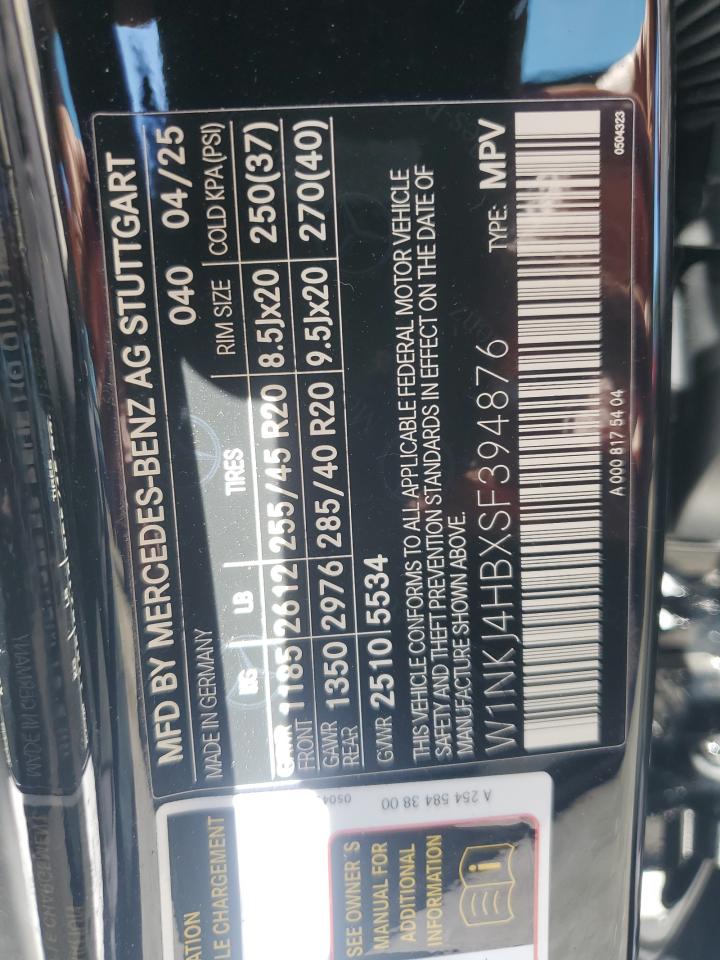 MFD BY MERCEDES-BENZ AG STUTTGART
MADE IN GERMANY 040 04/25
KG LB TIRES RIM SIZE COLD KPA(PSI)
GAWR FRONT 1185 2612 255/45 R20 8.5Jx20 250(37)
GAWR REAR 1350 2976 285/40 R20 9.5Jx20 270(40)
GVWR 2510 5534
THIS VEHICLE CONFORMS TO ALL APPLICABLE FEDERAL MOTOR VEHICLE
SAFETY AND THEFT PREVENTION STANDARDS IN EFFECT ON THE DATE OF
MANUFACTURE SHOWN ABOVE.
W1NKJ4HBXSF394876 TYPE: MPV
A 000 817 54 04 0504323
ATION
LE CHARGEMENT
SEE OWNER'S
MANUAL FOR
ADDITIONAL
INFORMATION
A 254 584 38 00